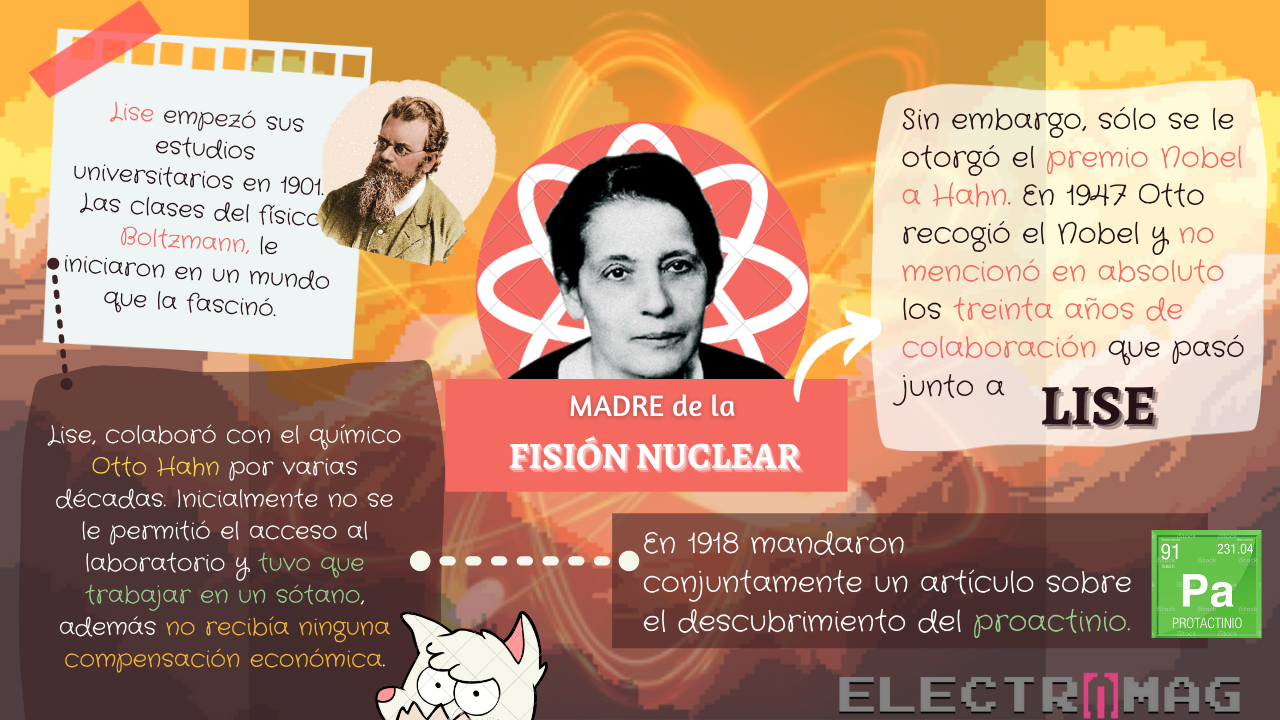 Lise empezó sus
estudios
universitarios en 1901.
Las clases del físico
Boltzmann, le
iniciaron en un mundo
que la fascinó.
Lise, colaboró con el químico
Otto Hahn por varias
décadas. Inicialmente no se
le permitió el acceso al
laboratorio y tuvo que
trabajar en un sótano,
además no recibía ninguna
compensación económica.
MADRE de la
FISIÓN NUCLEAR
En 1918 mandaron
conjuntamente un artículo sobre
el descubrimiento del proactinio.
91
231.04
Pa
PROTACTINIO
Sin embargo, sólo se le
otorgó el premio Nobel
a Hahn. En 1947 Otto
recogió el Nobel y no
mencionó en absoluto
los treinta años de
colaboración que pasó
junto a LISE
ELECTROMAG